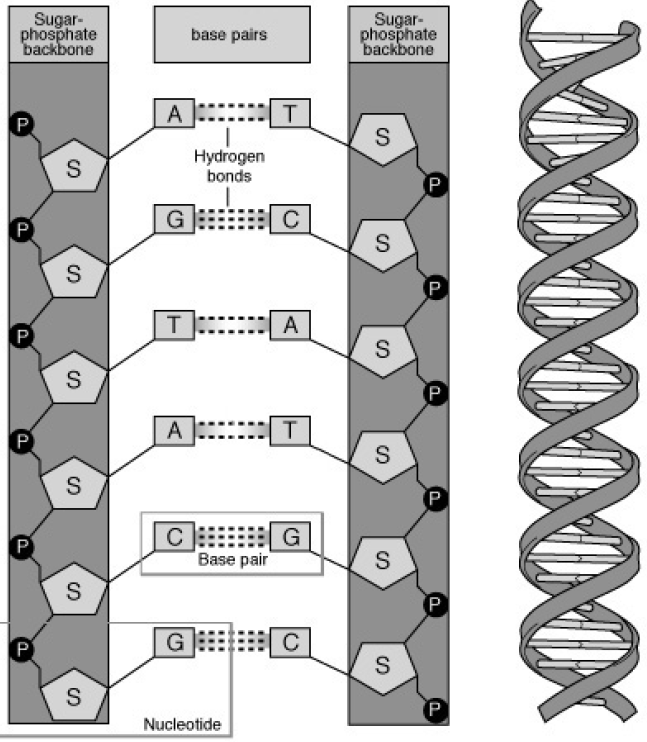 Sugar-
phosphate
backbone
base pairs
Sugar-
phosphate
backbone
P
A
T
S
S
Hydrogen
bonds
P
G
C
P
S
S
P
T
A
P
S
S
P
A
T
P
S
S
P
C
G
P
Base pair
S
S
P
G
C
P
S
S
P
Nucleotide